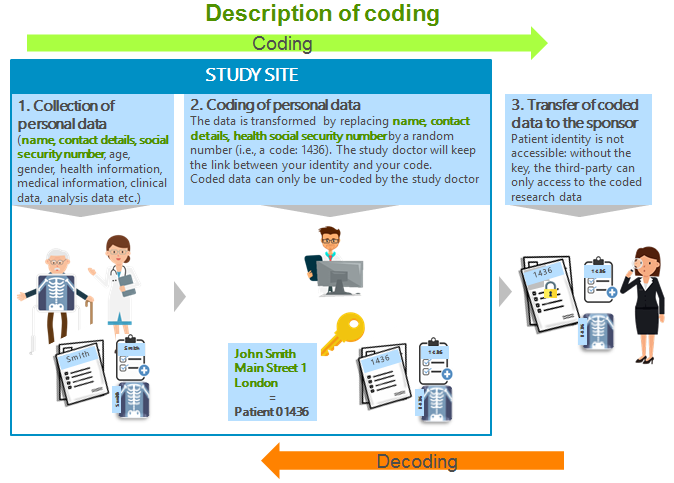 Description of coding
Coding
STUDY SITE
1. Collection of
personal data
(name, contact details, social
security number, age,
gender, health information,
medical information, clinical
data, analysis data etc.)
2. Coding of personal data
The data is transformed by replacing name, contact
details, health social security number by a random
number (i.e., a code: 1436). The study doctor will keep
the link between your identity and your code.
Coded data can only be un-coded by the study doctor
3. Transfer of coded
data to the sponsor
Patient identity is not
accessible: without the
key, the third-party can
only access to the coded
research data
Smith
Smith
Smith
John Smith
Main Street 1
London
=
Patient 01436
1436
1436
1436
1436
1436
1436
Decoding